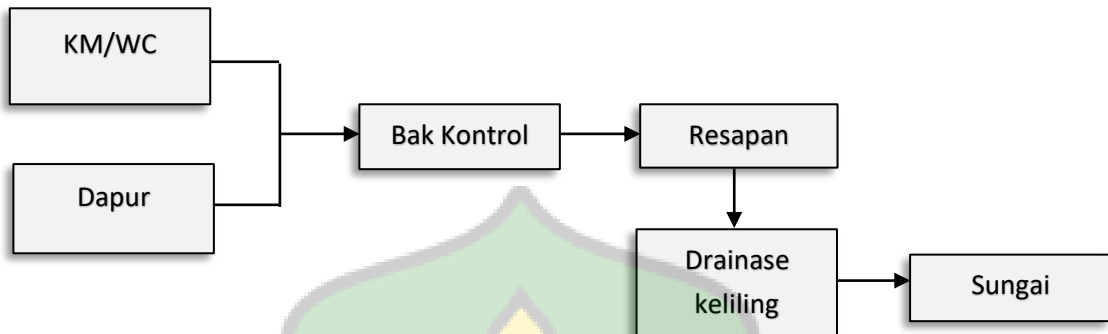 KM/WC
Dapur
Bak Kontrol
Resapan
Drainase
keliling
Sungai